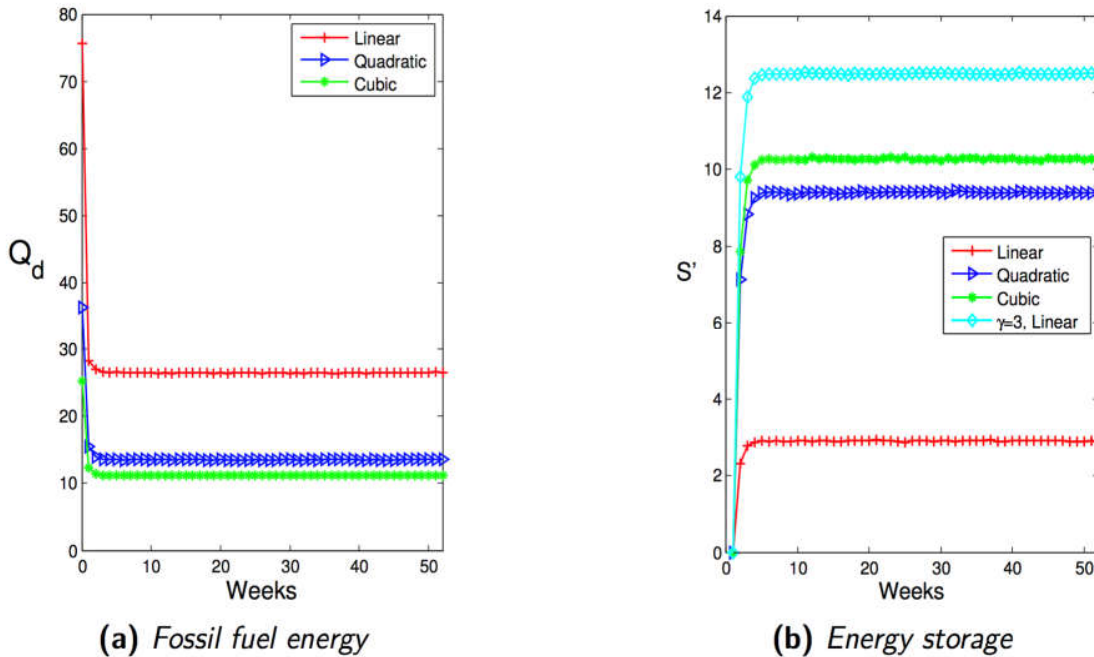 80
70
60
50
40
30
20
10
0
Q_d
0 10 20 30 40 50
Weeks
Linear
Quadratic
Cubic
(a) Fossil fuel energy
14
12
10
8
6
4
2
0
S'
0 10 20 30 40 50
Weeks
Linear
Quadratic
Cubic
γ=3, Linear
(b) Energy storage